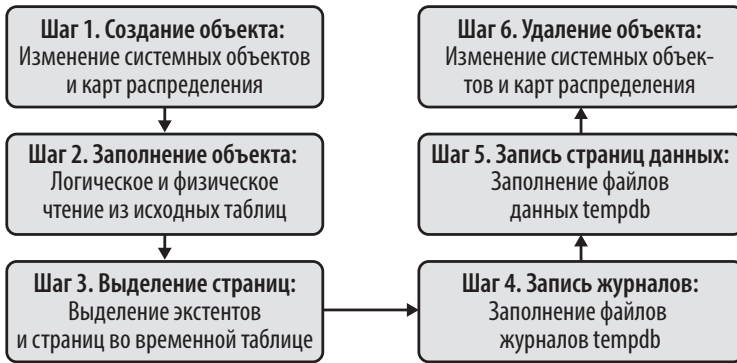 Шаг 1. Создание объекта:
Изменение системных объектов
и карт распределения
Шаг 2. Заполнение объекта:
Логическое и физическое
чтение из исходных таблиц
Шаг 3. Выделение страниц:
Выделение экстентов
и страниц во временной таблице
Шаг 4. Запись журналов:
Заполнение файлов
журналов tempdb
Шаг 5. Запись страниц данных:
Заполнение файлов
данных tempdb
Шаг 6. Удаление объекта:
Изменение системных объек-
тов и карт распределения